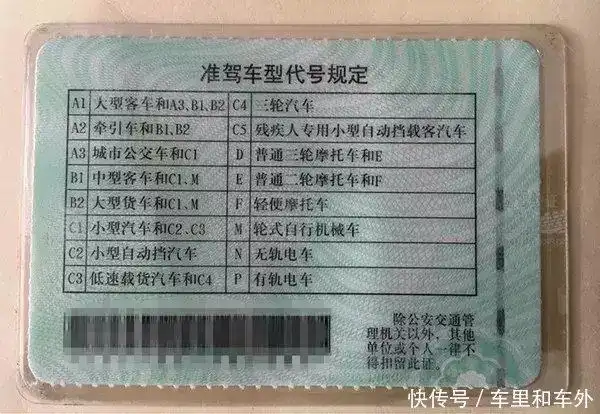 准驾车型代号规定
A1 大型客车和A3、B1、B2 C4 三轮汽车
A2 牵引车和B1、B2 C5 残疾人专用小型自动挡载客汽车
A3 城市公交车和C1 D 普通三轮摩托车和E
B1 中型客车和C1、M E 普通二轮摩托车和F
B2 大型货车和C1、M F 轻便摩托车
C1 小型汽车和C2、C3 M 轮式自行机械车
C2 小型自动挡汽车 N 无轨电车
C3 低速载货汽车和C4 P 有轨电车
除公安交通管
理机关以外，其他
单位或个人一律不
得扣留此证。
快传号／车里和车外